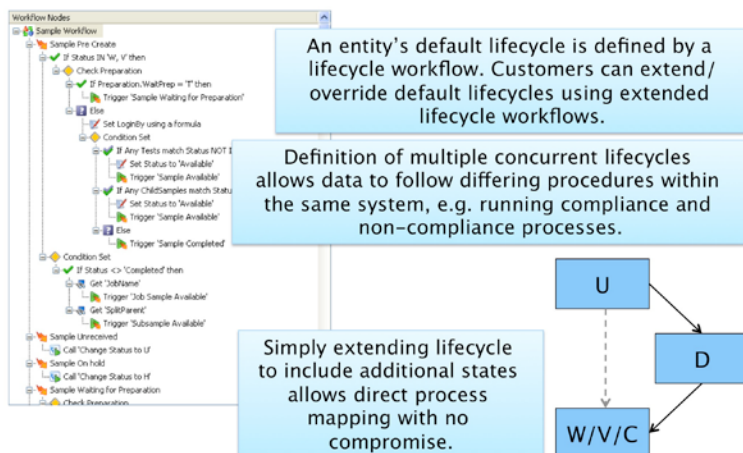 Workflow Nodes
Sample Workflow
Sample Pre Create
If Status IN 'W, V' then
Check Preparation
If Preparation.WaitPrep = 'T' then
Trigger 'Sample Waiting for Preparation'
Else
Set LoginBy using a formula
Condition Set
If Any Tests match Status NOT I
Set Status to 'Available'
Trigger 'Sample Available'
If Any ChildSamples match Statu
Set Status to 'Available'
Trigger 'Sample Available'
Else
Trigger 'Sample Completed'
Condition Set
If Status <> 'Completed' then
Get 'JobName'
Trigger 'Job Sample Available'
Get 'SplitParent'
Trigger 'Subsample Available'
Sample Unreceived
Call 'Change Status to U'
Sample On hold
Call 'Change Status to H'
Sample Waiting for Preparation
Check Preparation
An entity's default lifecycle is defined by a
lifecycle workflow. Customers can extend/
override default lifecycles using extended
lifecycle workflows.
Definition of multiple concurrent lifecycles
allows data to follow differing procedures within
the same system, e.g. running compliance and
non-compliance processes.
Simply extending lifecycle
to include additional states
allows direct process
mapping with no
compromise.
U
D
W/V/C